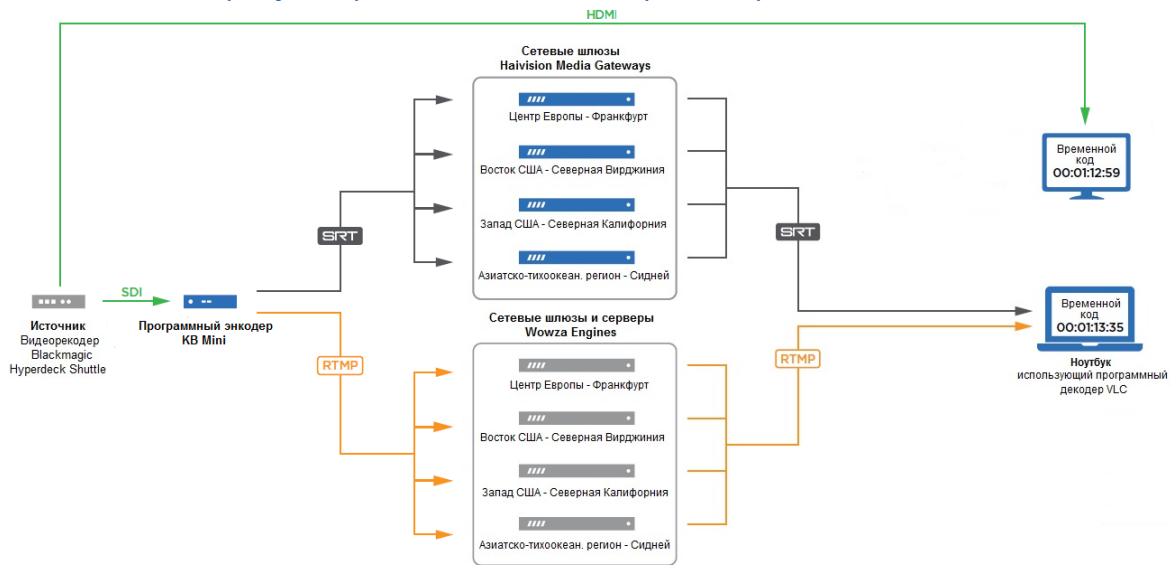 HDMI
Сетевые шлюзы
Haivision Media Gateways
Центр Европы - Франкфурт
Восток США - Северная Вирджиния
Запад США - Северная Калифорния
Азиатско-тихоокеан. регион - Сидней
SRT
SRT
Временной
код
00:01:12:59
SDI
Источник
Видеорекодер
Blackmagic
Hyperdeck Shuttle
Программный энкодер
KB Mini
RTMP
Сетевые шлюзы и серверы
Wowza Engines
Центр Европы - Франкфурт
Восток США - Северная Вирджиния
Запад США - Северная Калифорния
Азиатско-тихоокеан. регион - Сидней
RTMP
Временной
код
00:01:13:35
Ноутбук
использующий программный
декодер VLC